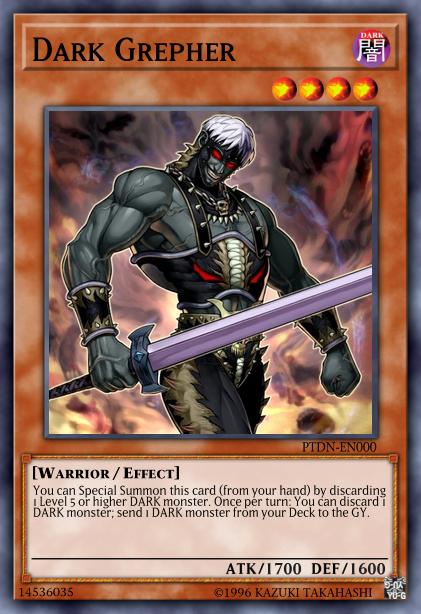 Dark Grepher
DARK
闇
PTDN-EN000
[Warrior / Effect]
You can Special Summon this card (from your hand) by discarding
1 Level 5 or higher DARK monster. Once per turn: You can discard 1
DARK monster; send 1 DARK monster from your Deck to the GY.
ATK/1700 DEF/1600
14536035
©1996 KAZUKI TAKAHASHI